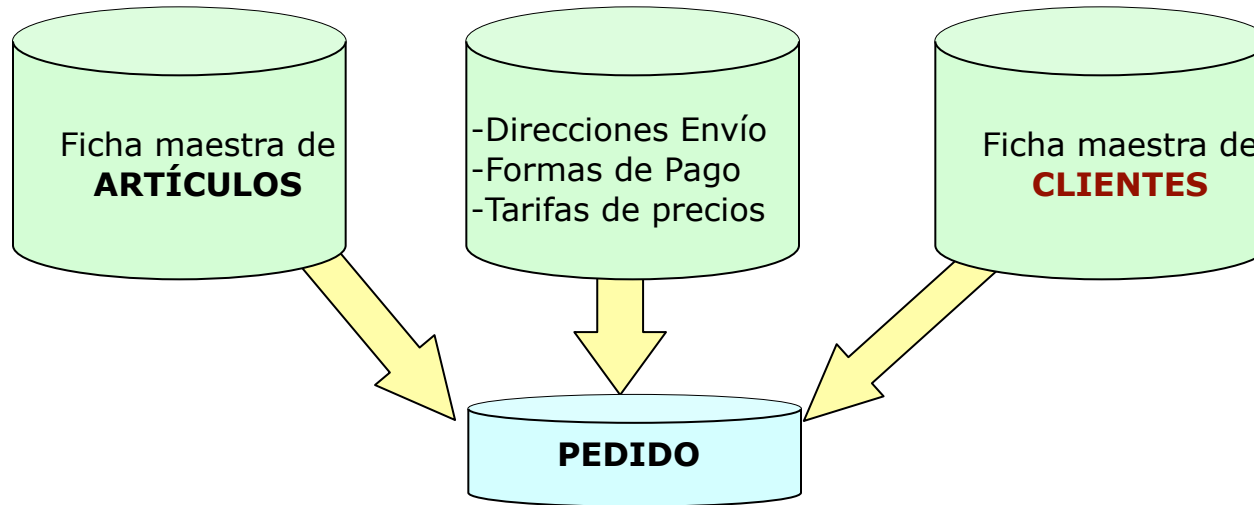 Ficha maestra de
ARTÍCULOS
-Direcciones Envío
-Formas de Pago
-Tarifas de precios
Ficha maestra de
CLIENTES
PEDIDO